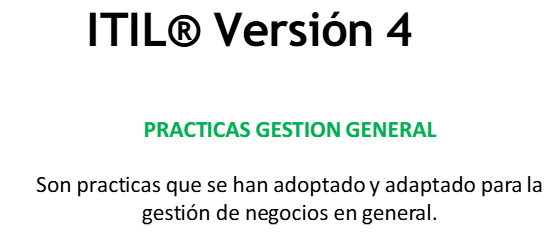 ITIL® Versión 4
PRACTICAS GESTION GENERAL
Son practicas que se han adoptado y adaptado para la
gestión de negocios en general.